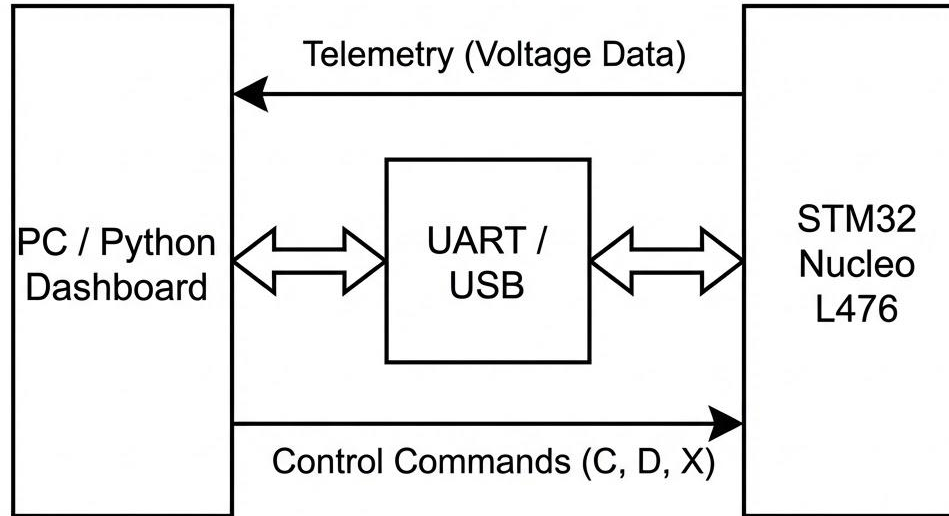 Telemetry (Voltage Data)
PC / Python
Dashboard
UART /
USB
STM32
Nucleo
L476
Control Commands (C, D, X)